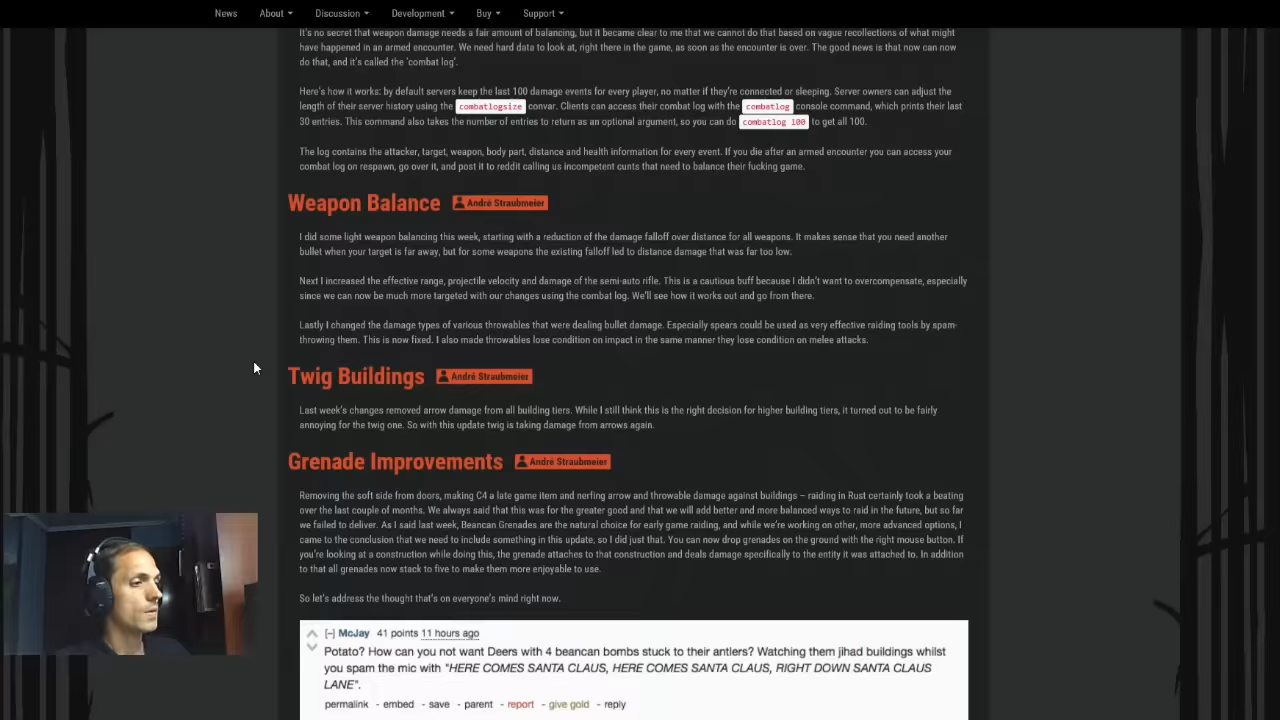 News About Discussion Development Buy Support
It's no secret that weapon damage needs a fair amount of balancing, but it became clear to me that we cannot do that based on vague recollections of what might
have happened in an armed encounter. We need hard data to look at, right there in the game, as soon as the encounter is over. The good news is that now can now
do that, and it's called the 'combat log'.
Here's how it works: by default servers keep the last 100 damage events for every player, no matter if they're connected or sleeping. Server owners can adjust the
length of their server history using the combatlogsize convar. Clients can access their combat log with the combatlog console command, which prints their last
30 entries. This command also takes the number of entries to return as an optional argument, so you can do combatlog 100 to get all 100.
The log contains the attacker, target, weapon, body part, distance and health information for every event. If you die after an armed encounter you can access your
combat log on respawn, go over it, and post it to reddit calling us incompetent cunts that need to balance their fucking game.
Weapon Balance André Straubmeier
I did some light weapon balancing this week, starting with a reduction of the damage falloff over distance for all weapons. It makes sense that you need another
bullet when your target is far away, but for some weapons the existing falloff led to distance damage that was far too low.
Next I increased the effective range, projectile velocity and damage of the semi-auto rifle. This is a cautious buff because I didn't want to overcompensate, especially
since we can now be much more targeted with our changes using the combat log. We'll see how it works out and go from there.
Lastly I changed the damage types of various throwables that were dealing bullet damage. Especially spears could be used as very effective raiding tools by spam-
throwing them. This is now fixed. I also made throwables lose condition on impact in the same manner they lose condition on melee attacks.
Twig Buildings André Straubmeier
Last week's changes removed arrow damage from all building tiers. While I still think this is the right decision for higher building tiers, it turned out to be fairly
annoying for the twig one. So with this update twig is taking damage from arrows again.
Grenade Improvements André Straubmeier
Removing the soft side from doors, making C4 a late game item and nerfing arrow and throwable damage against buildings – raiding in Rust certainly took a beating
over the last couple of months. We always said that this was for the greater good and that we will add better and more balanced ways to raid in the future, but so far
we failed to deliver. As I said last week, Beancan Grenades are the natural choice for early game raiding, and while we're working on other, more advanced options, I
came to the conclusion that we need to include something in this update, so I did just that. You can now drop grenades on the ground with the right mouse button. If
you're looking at a construction while doing this, the grenade attaches to that construction and deals damage specifically to the entity it was attached to. In addition
to that all grenades now stack to five to make them more enjoyable to use.
So let's address the thought that's on everyone's mind right now.
[–] McJay 41 points 11 hours ago
Potato? How can you not want Deers with 4 beancan bombs stuck to their antlers? Watching them jihad buildings whilst
you spam the mic with "HERE COMES SANTA CLAUS, HERE COMES SANTA CLAUS, RIGHT DOWN SANTA CLAUS
LANE".
permalink - embed - save - parent - report - give gold - reply